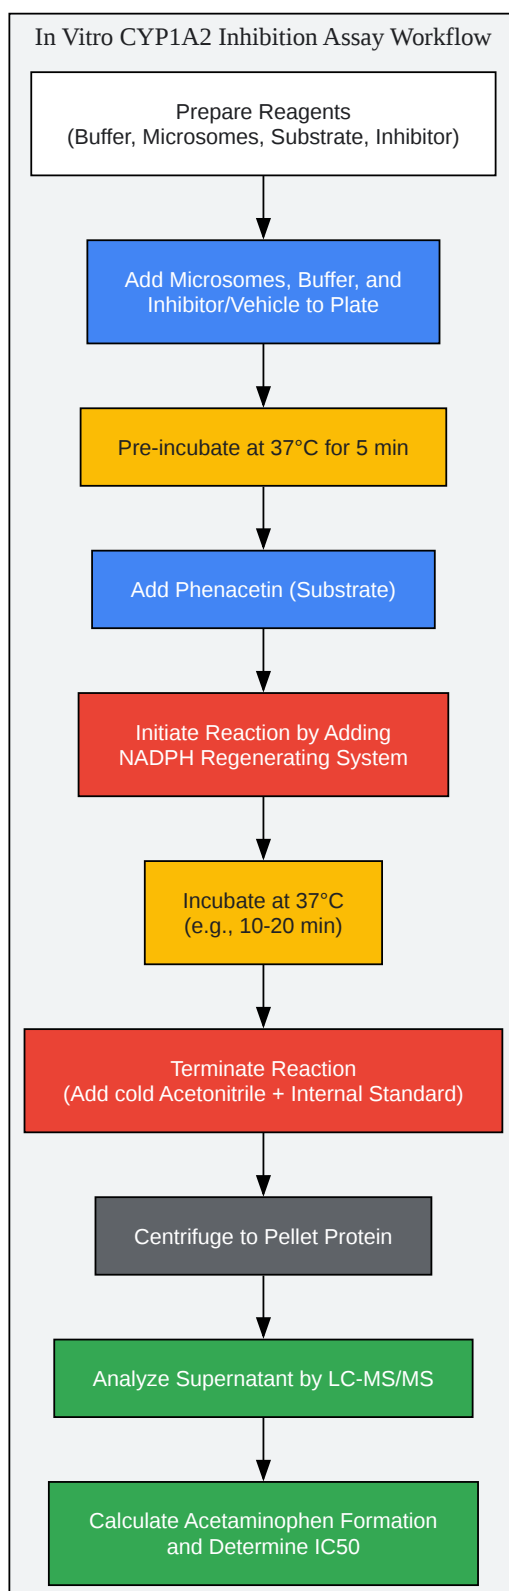 In Vitro CYP1A2 Inhibition Assay Workflow
Prepare Reagents
(Buffer, Microsomes, Substrate, Inhibitor)
Add Microsomes, Buffer, and
Inhibitor/Vehicle to Plate
Pre-incubate at 37°C for 5 min
Add Phenacetin (Substrate)
Initiate Reaction by Adding
NADPH Regenerating System
Incubate at 37°C
(e.g., 10-20 min)
Terminate Reaction
(Add cold Acetonitrile + Internal Standard)
Centrifuge to Pellet Protein
Analyze Supernatant by LC-MS/MS
Calculate Acetaminophen Formation
and Determine IC50